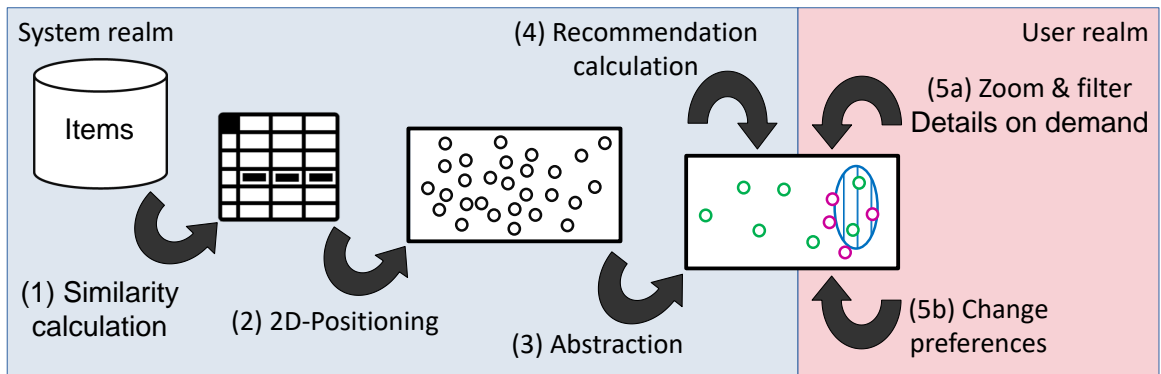 System realm
Items
(1) Similarity
calculation
(2) 2D-Positioning
(3) Abstraction
(4) Recommendation
calculation
User realm
(5a) Zoom & filter
Details on demand
(5b) Change
preferences